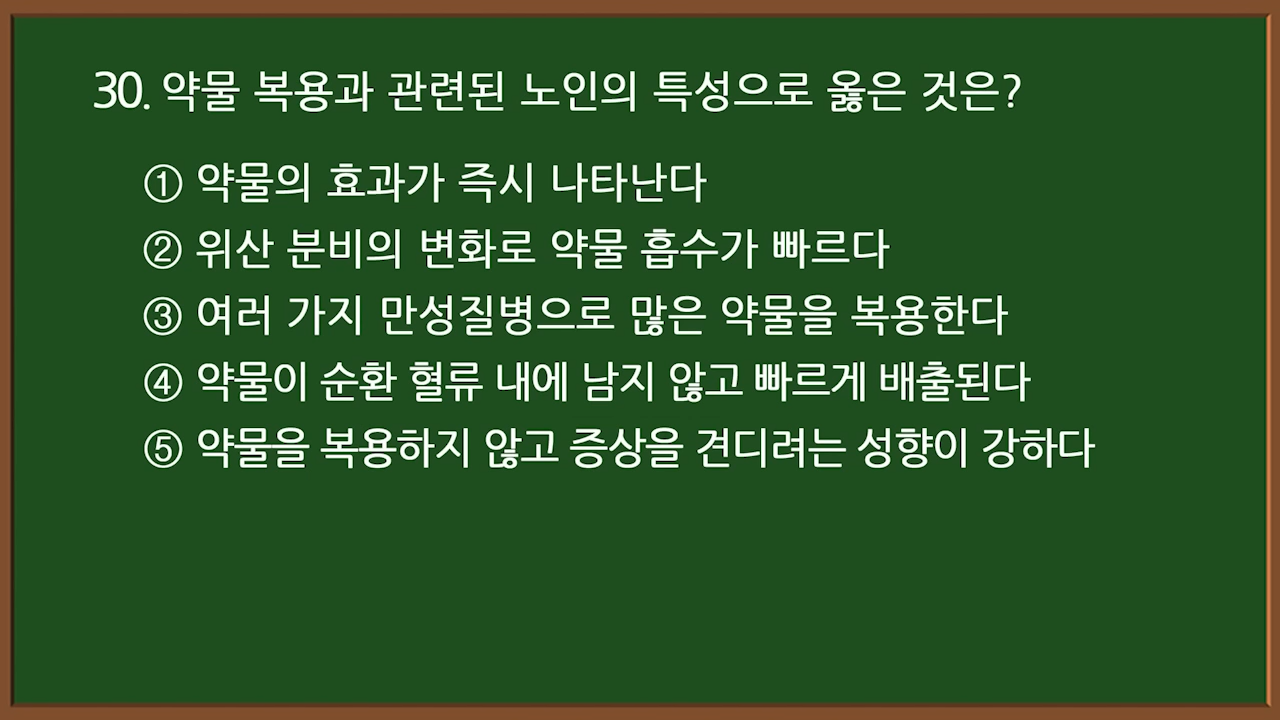 30. 약물 복용과 관련된 노인의 특성으로 옳은 것은?
① 약물의 효과가 즉시 나타난다
② 위산 분비의 변화로 약물 흡수가 빠르다
③ 여러 가지 만성질병으로 많은 약물을 복용한다
④ 약물이 순환 혈류 내에 남지 않고 빠르게 배출된다
⑤ 약물을 복용하지 않고 증상을 견디려는 성향이 강하다